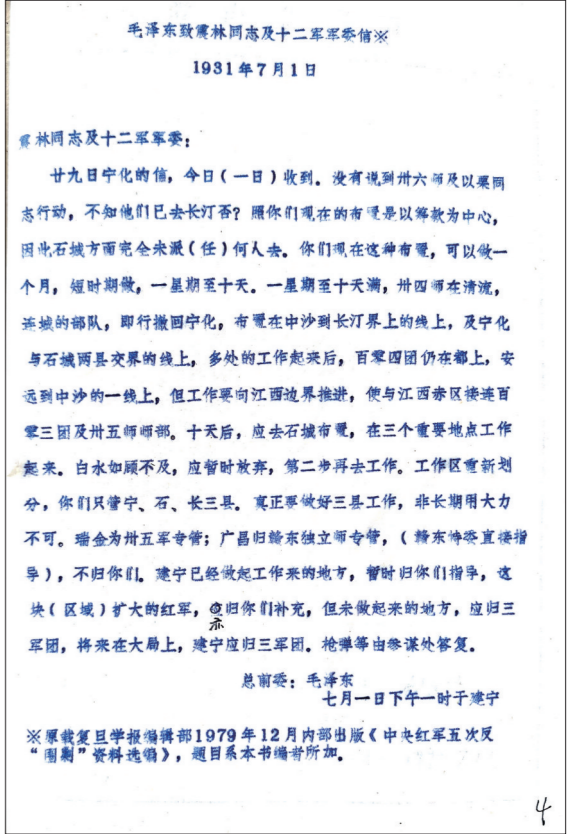 毛泽东致震林同志及十二军军委信※
1931年7月1日
震林同志及十二军军委：
廿九日宁化的信，今日（一日）收到。没有说到卅六师及以栗同
志行动，不知他们已去长汀否？照你们现在的布置是以筹款为中心，
因此石城方面完全未派（任）何人去。你们现在这种布置，可以做一
个月，短时期做，一星期至十天。一星期至十天满，卅四师在清流，
连城的部队，即行撤回宁化，布置在中沙到长汀界上的线上，及宁化
与石城两县交界的线上，多处的工作起来后，百零四团仍在都上，安
远到中沙的一线上，但工作要向江西边界推进，使与江西赤区接连百
零三团及卅五师师部。十天后，应去石城布置，在三个重要地点工作
起来。白水如顾不及，应暂时放弃，第二步再去工作。工作区重新划
分，你们只管宁、石、长三县。真正要做好三县工作，非长期用大力
不可。瑞金为卅五军专管；广昌归赣东独立师专管，（赣东特委直接指
导），不归你们。建宁已经做起工作来的地方，暂时归你们指导，这
块（区域）扩大的红军，亦归你们补充，但未做起来的地方，应归三
军团，将来在大局上，建宁应归三军团。枪弹等由参谋处答复。
总前委：毛泽东
七月一日下午一时于建宁
※原载复旦学报编辑部1979年12月内部出版《中央红军五次反
“围剿”资料选编》，题目系本书编者所加。
4